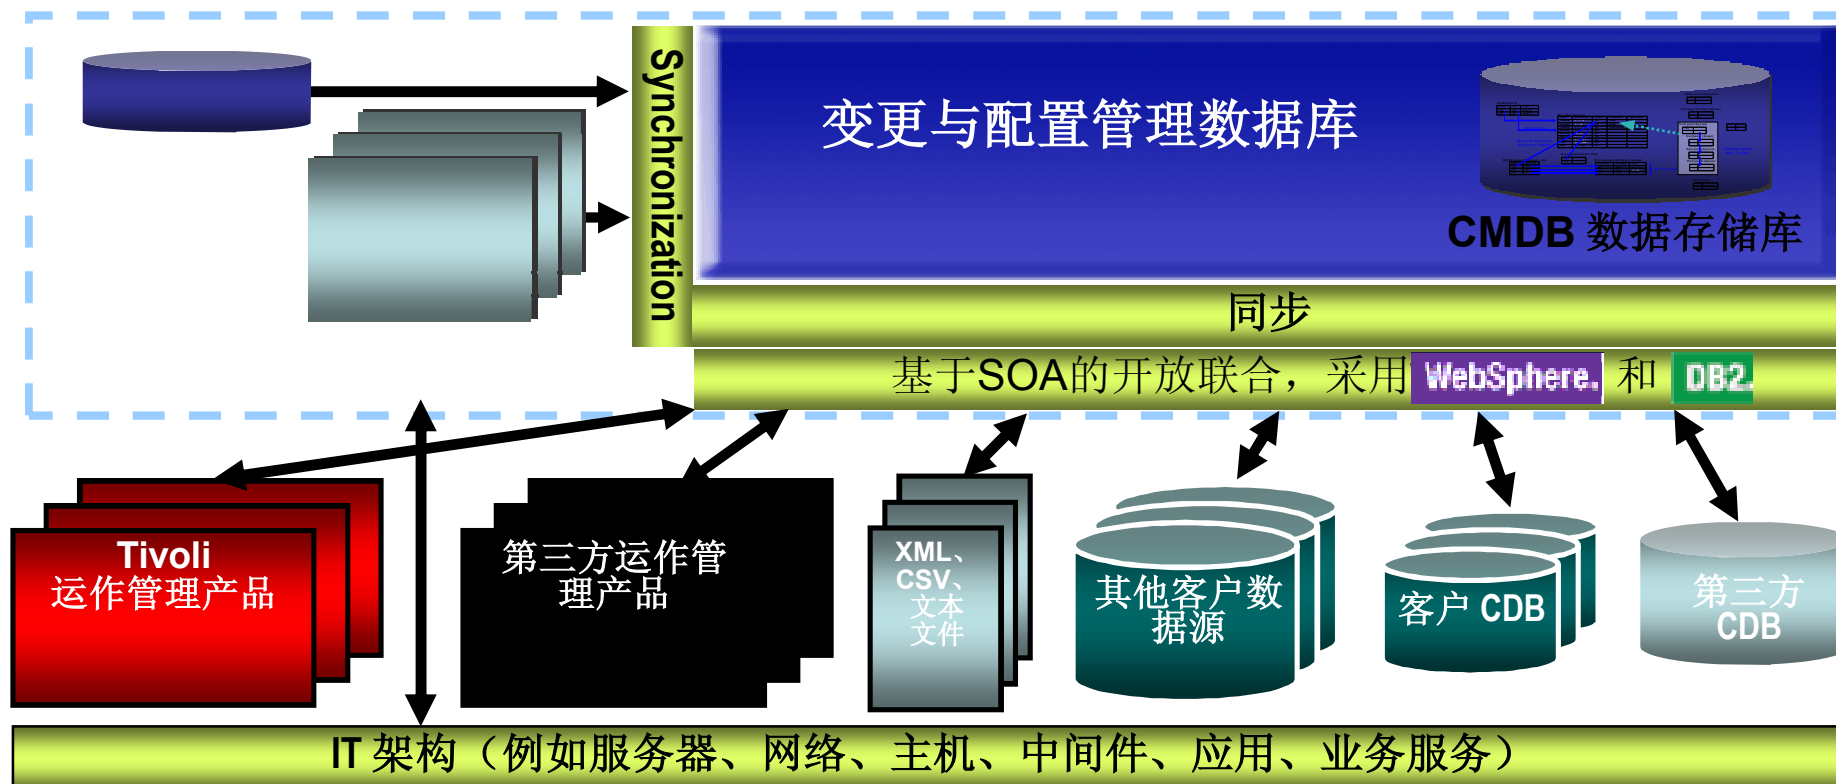 Synchronization
变更与配置管理数据库
CMDB 数据存储库
同步
基于SOA的开放联合，采用 WebSphere. 和 DB2.
Tivoli
运作管理产品
第三方运作管
理产品
XML、
CSV、
文本
文件
其他客户数
据源
客户 CDB
第三方
CDB
IT 架构（例如服务器、网络、主机、中间件、应用、业务服务）